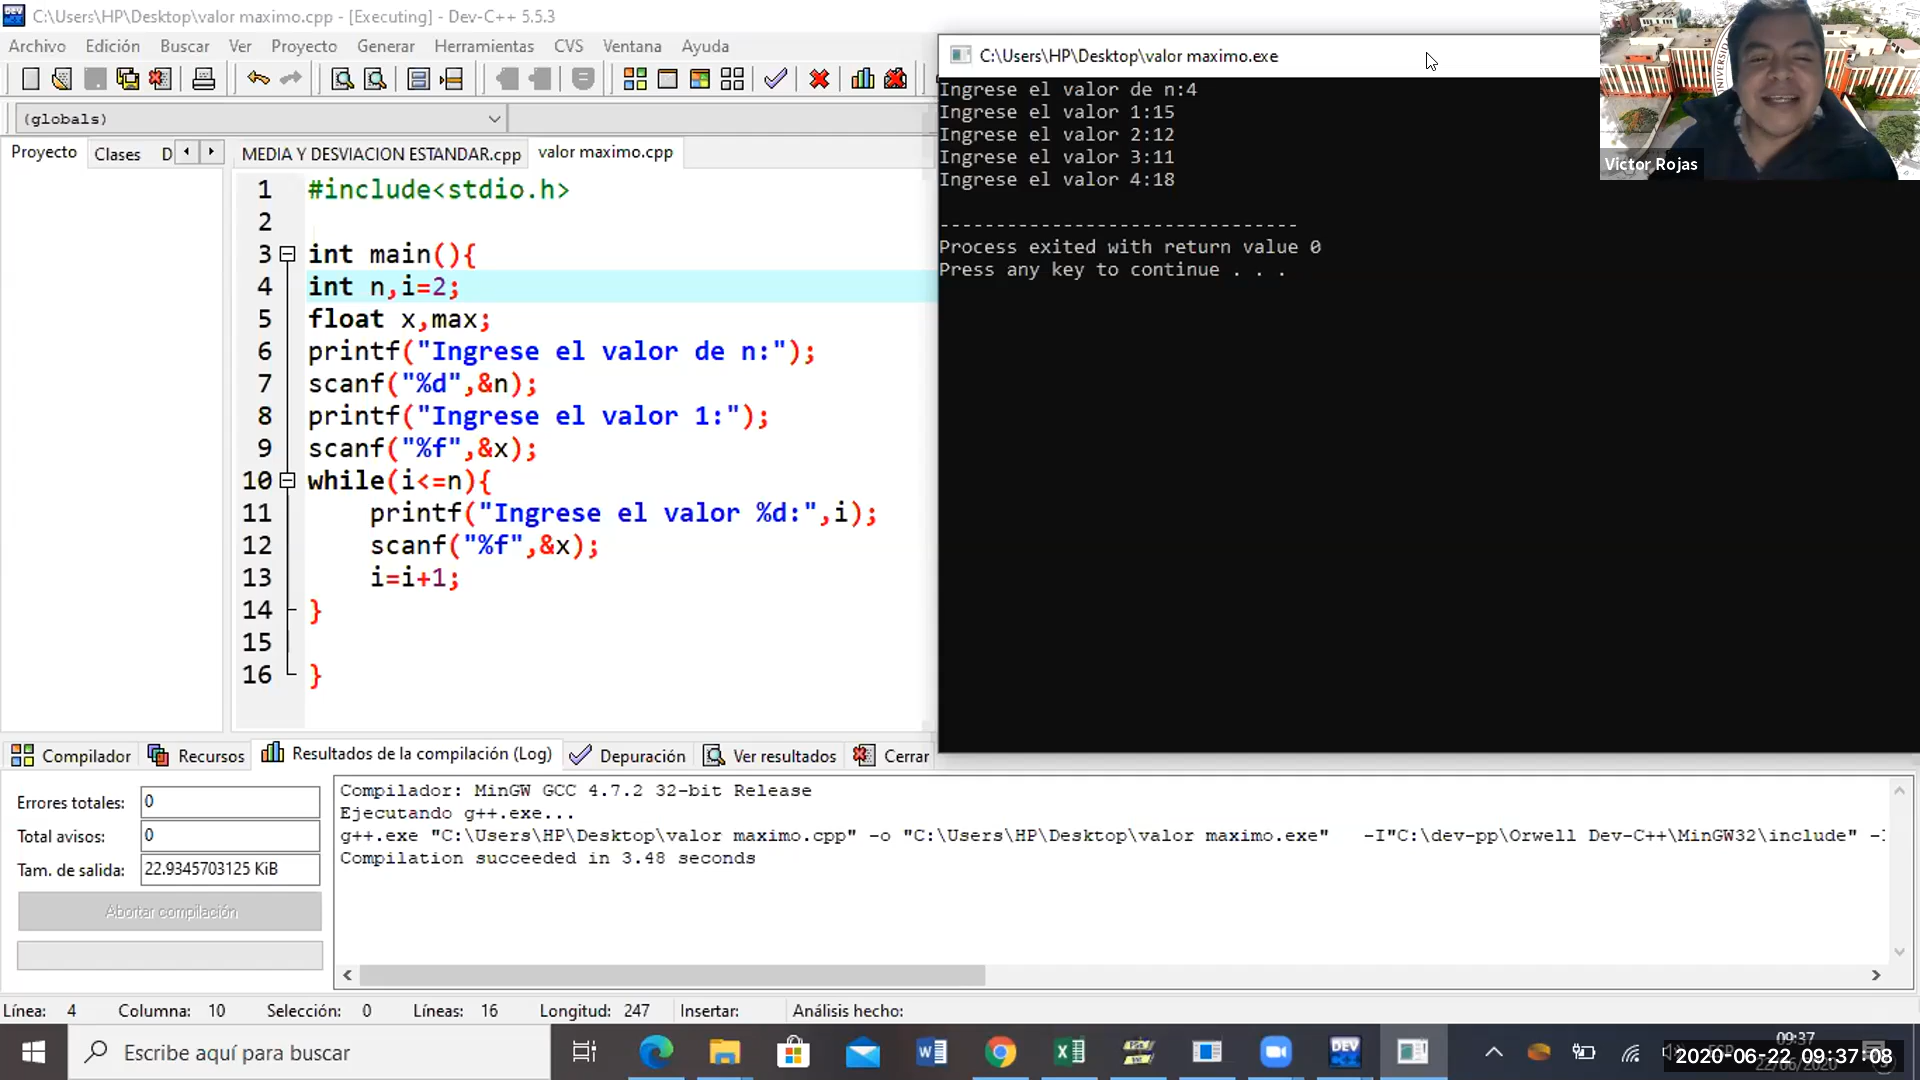 C:\Users\HP\Desktop\valor maximo.cpp - [Executing] - Dev-C++ 5.5.3
Archivo Edición Buscar Ver Proyecto Generar Herramientas CVS Ventana Ayuda
(globals)
Proyecto Clases D MEDIA Y DESVIACION ESTANDAR.cpp valor maximo.cpp
1 #include<stdio.h>
2
3 int main(){
4 int n,i=2;
5 float x,max;
6 printf("Ingrese el valor de n:");
7 scanf("%d",&n);
8 printf("Ingrese el valor 1:");
9 scanf("%f",&x);
10 while(i<=n){
11 printf("Ingrese el valor %d:",i);
12 scanf("%f",&x);
13 i=i+1;
14 }
15
16 }
C:\Users\HP\Desktop\valor maximo.exe
Ingrese el valor de n:4
Ingrese el valor 1:15
Ingrese el valor 2:12
Ingrese el valor 3:11
Ingrese el valor 4:18
--------------------------------
Process exited with return value 0
Press any key to continue . . .
Victor Rojas
Compilador Recursos Resultados de la compilación (Log) Depuración Ver resultados Cerrar
Errores totales: 0
Total avisos: 0
Tam. de salida: 22.9345703125 KiB
Abortar compilación
Compilador: MinGW GCC 4.7.2 32-bit Release
Ejecutando g++.exe...
g++.exe "C:\Users\HP\Desktop\valor maximo.cpp" -o "C:\Users\HP\Desktop\valor maximo.exe" -I"C:\dev-pp\Orwell Dev-C++\MinGW32\include" -
Compilation succeeded in 3.48 seconds
Línea: 4 Columna: 10 Selección: 0 Líneas: 16 Longitud: 247 Insertar: Análisis hecho:
Escribe aquí para buscar
09:37
2020-06-22 09:37:08